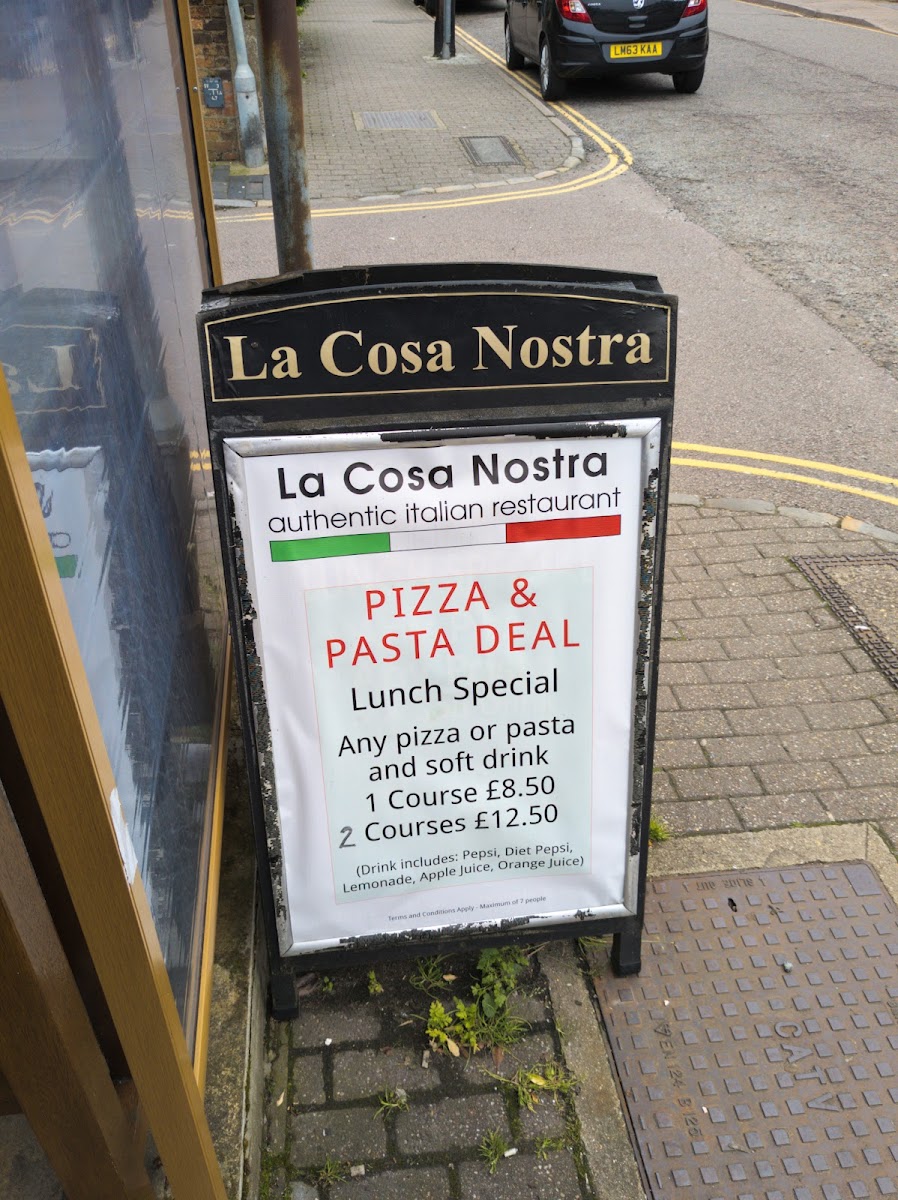 LM63 KAA
La Cosa Nostra
La Cosa Nostra
authentic italian restaurant
PIZZA &
PASTA DEAL
Lunch Special
Any pizza or pasta
and soft drink
1 Course £8.50
2 Courses £12.50
(Drink includes: Pepsi, Diet Pepsi,
Lemonade, Apple Juice, Orange Juice)
Terms and Conditions Apply - Maximum of 7 people
CATV